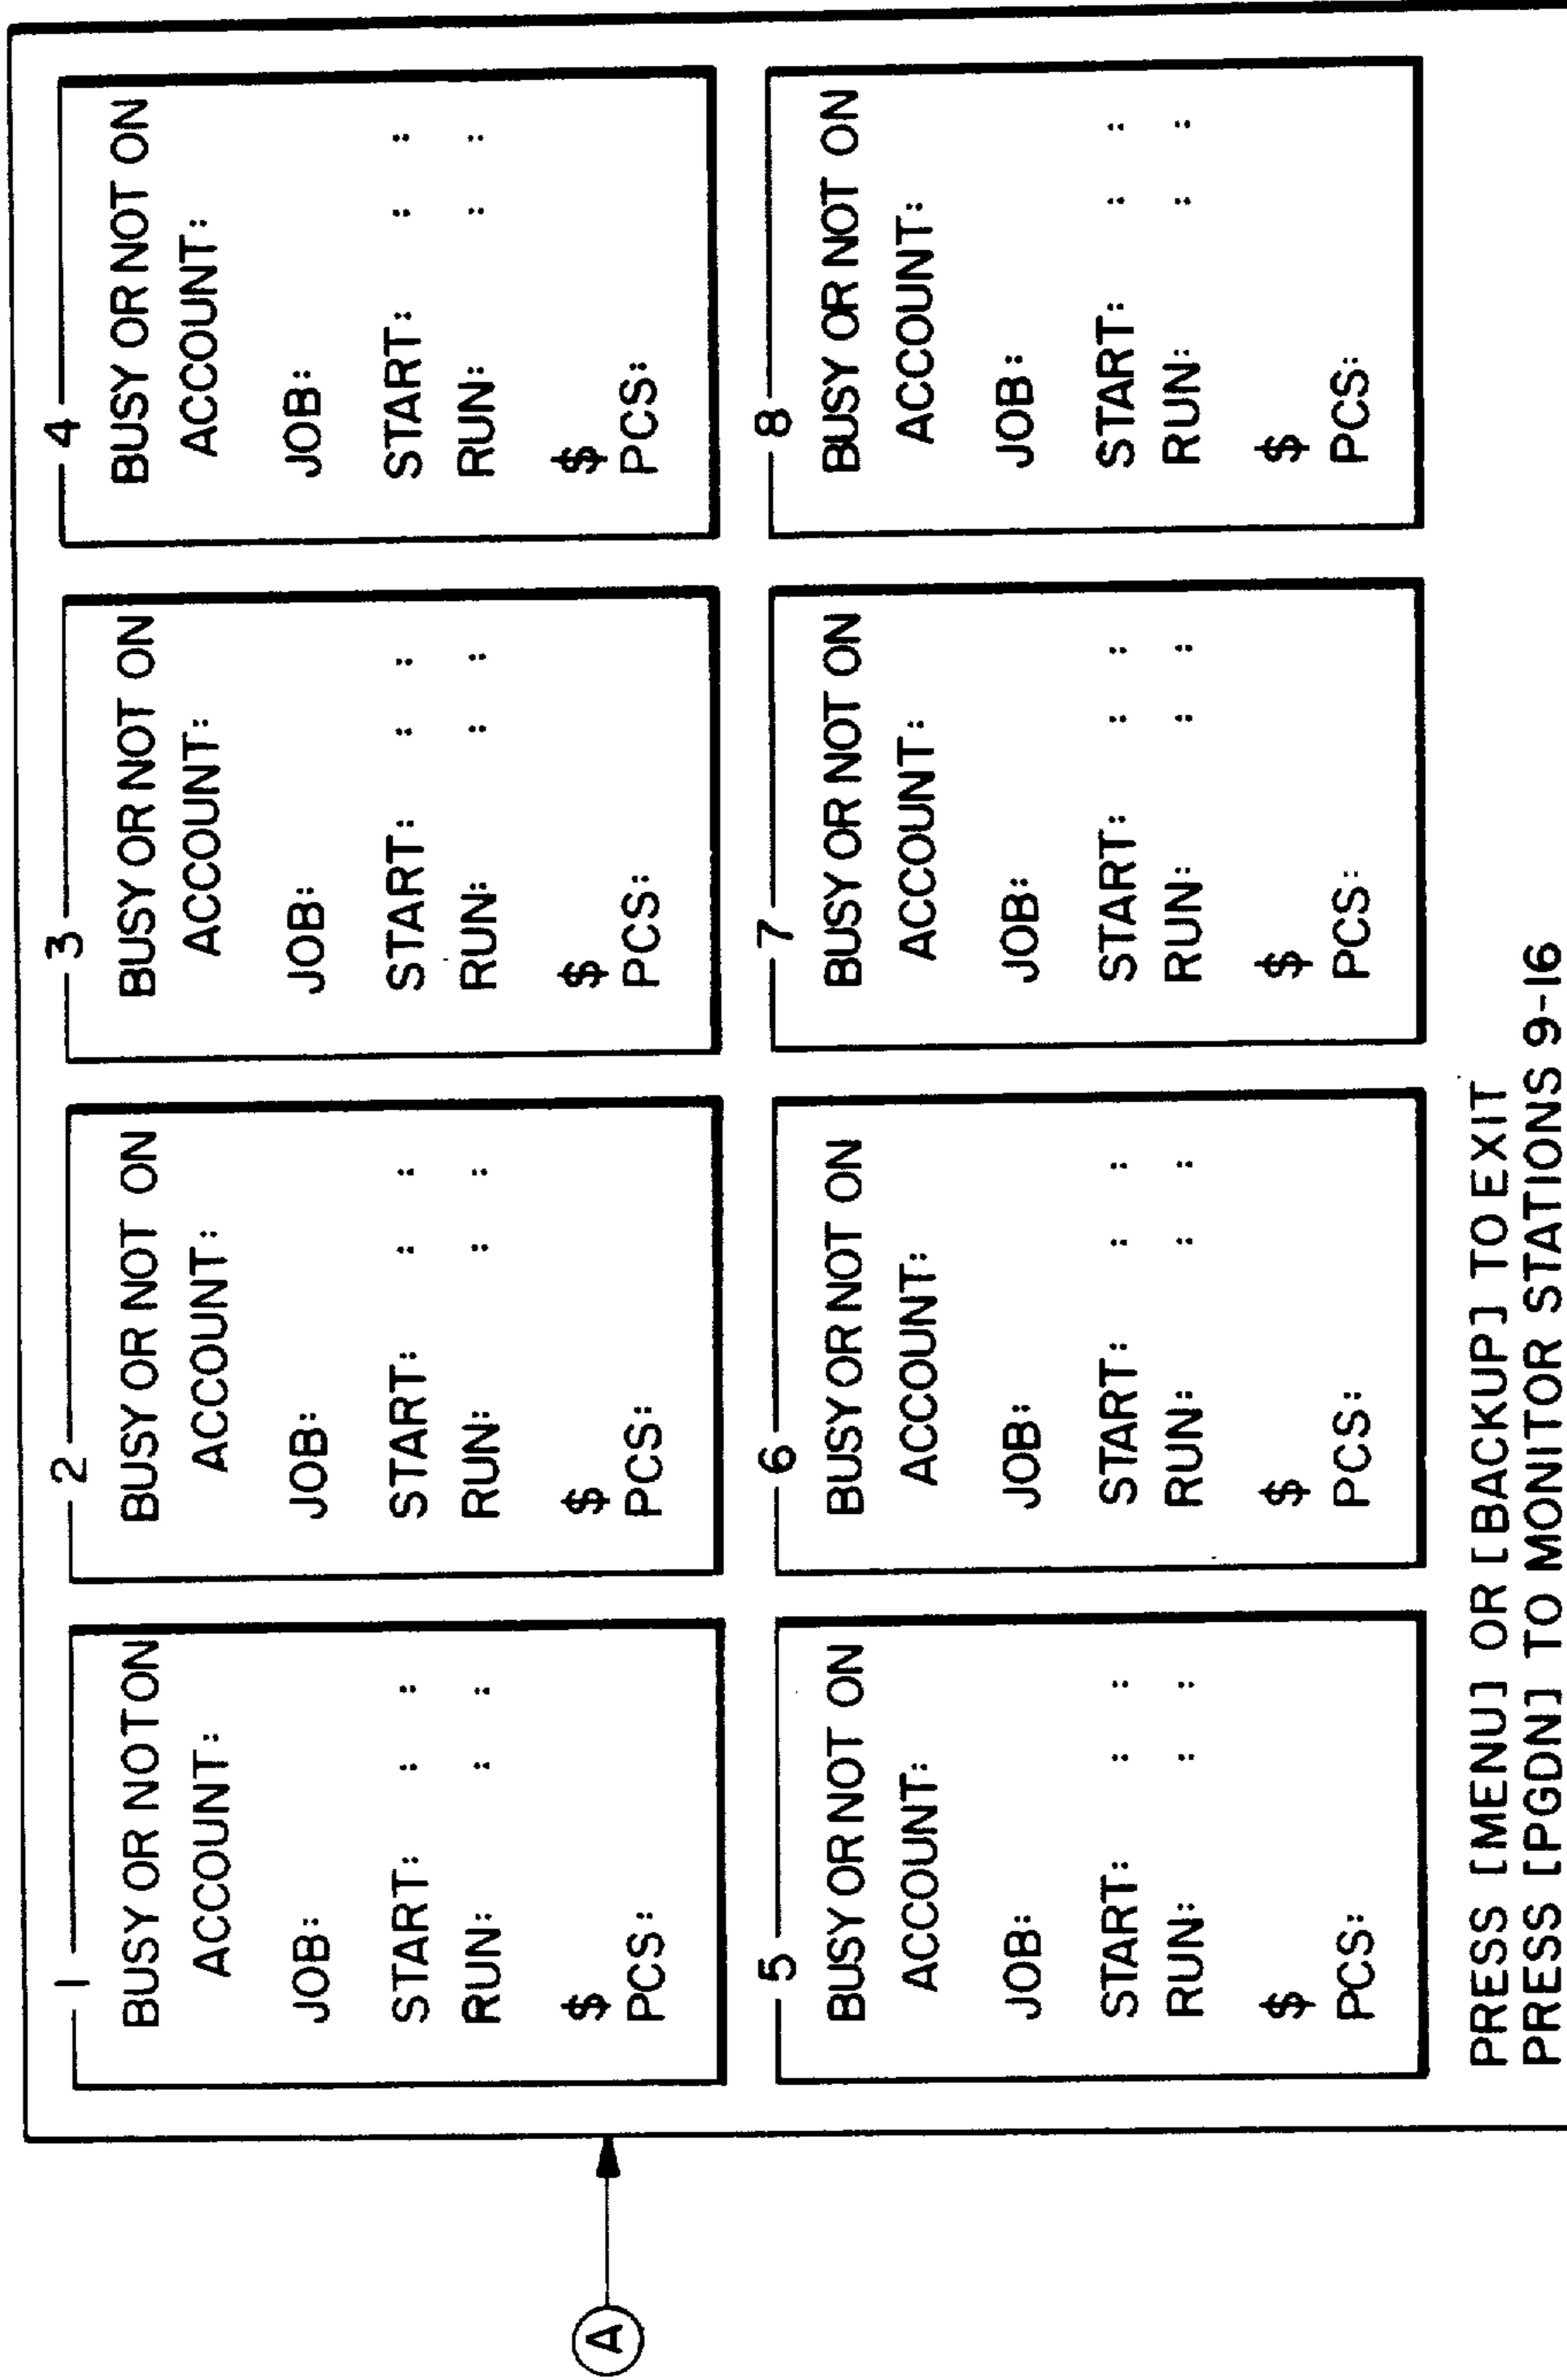 A
1
BUSY OR NOT ON
ACCOUNT:
JOB:
START: : :
RUN: : :
$
PCS:
2
BUSY OR NOT ON
ACCOUNT:
JOB:
START: : :
RUN: : :
$
PCS:
3
BUSY OR NOT ON
ACCOUNT:
JOB:
START: : :
RUN: : :
$
PCS:
4
BUSY OR NOT ON
ACCOUNT:
JOB:
START: : :
RUN: : :
$
PCS:
5
BUSY OR NOT ON
ACCOUNT:
JOB:
START: : :
RUN: : :
$
PCS:
6
BUSY OR NOT ON
ACCOUNT:
JOB:
START: : :
RUN: : :
$
PCS:
7
BUSY OR NOT ON
ACCOUNT:
JOB:
START: : :
RUN: : :
$
PCS:
8
BUSY OR NOT ON
ACCOUNT:
JOB:
START: : :
RUN: : :
$
PCS:
PRESS [MENU] OR [BACKUP] TO EXIT
PRESS [PGDN] TO MONITOR STATIONS 9-16